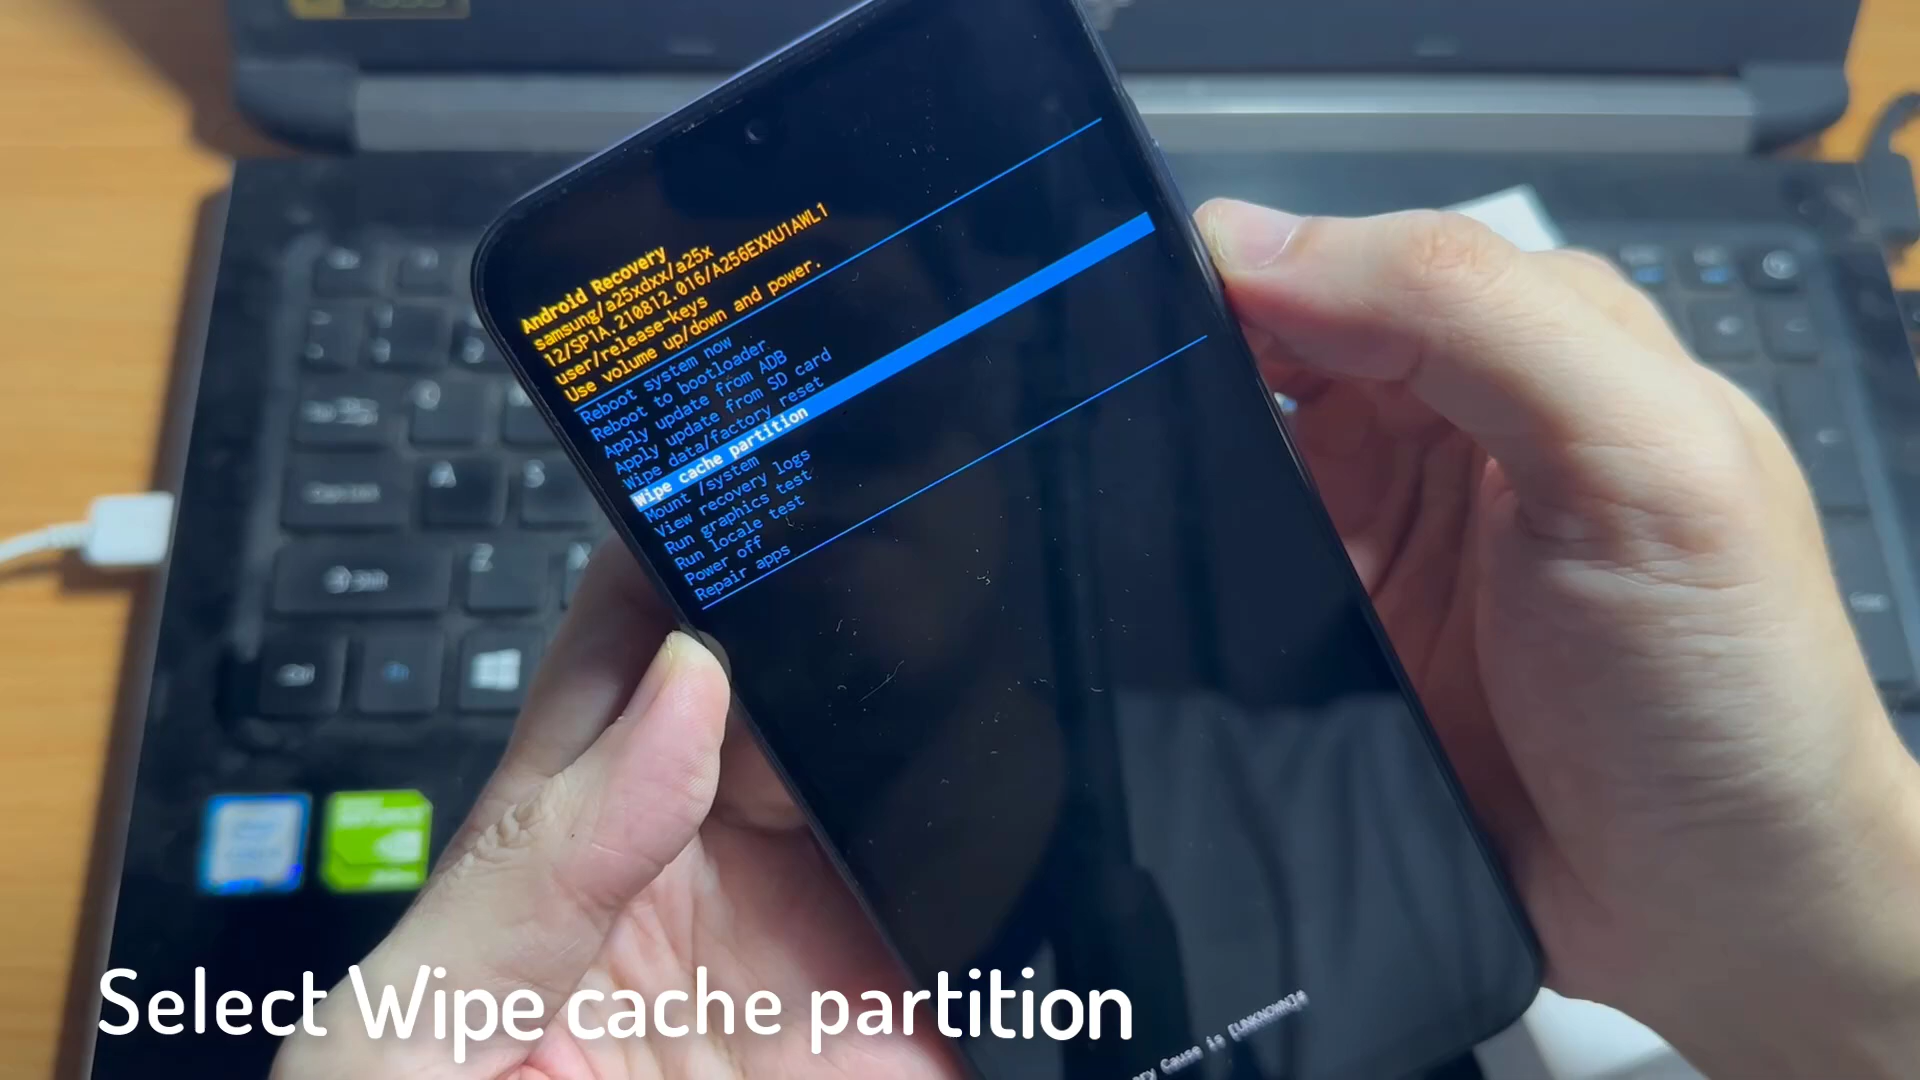 Android Recovery
samsung/a25xdxx/a25x
12/SP1A.210812.016/A256EXXU1AWL1
user/release-keys
Use volume up/down and power.
Reboot system now
Reboot to bootloader
Apply update from ADB
Apply update from SD card
Wipe data/factory reset
Wipe cache partition
Mount /system
View recovery logs
Run graphics test
Run locale test
Power off
Repair apps
Cause is [UNKNOWN]#
A
S
Z
Select Wipe cache partition